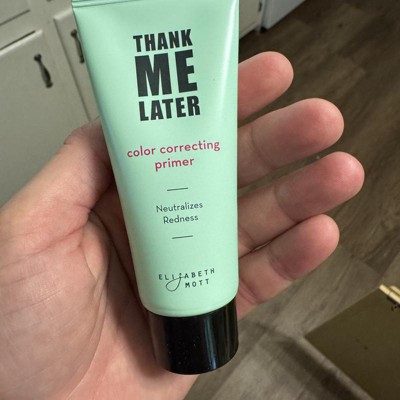 THANK
ME
LATER
color correcting
primer
Neutralizes
Redness
ELIZABETH
MOTT